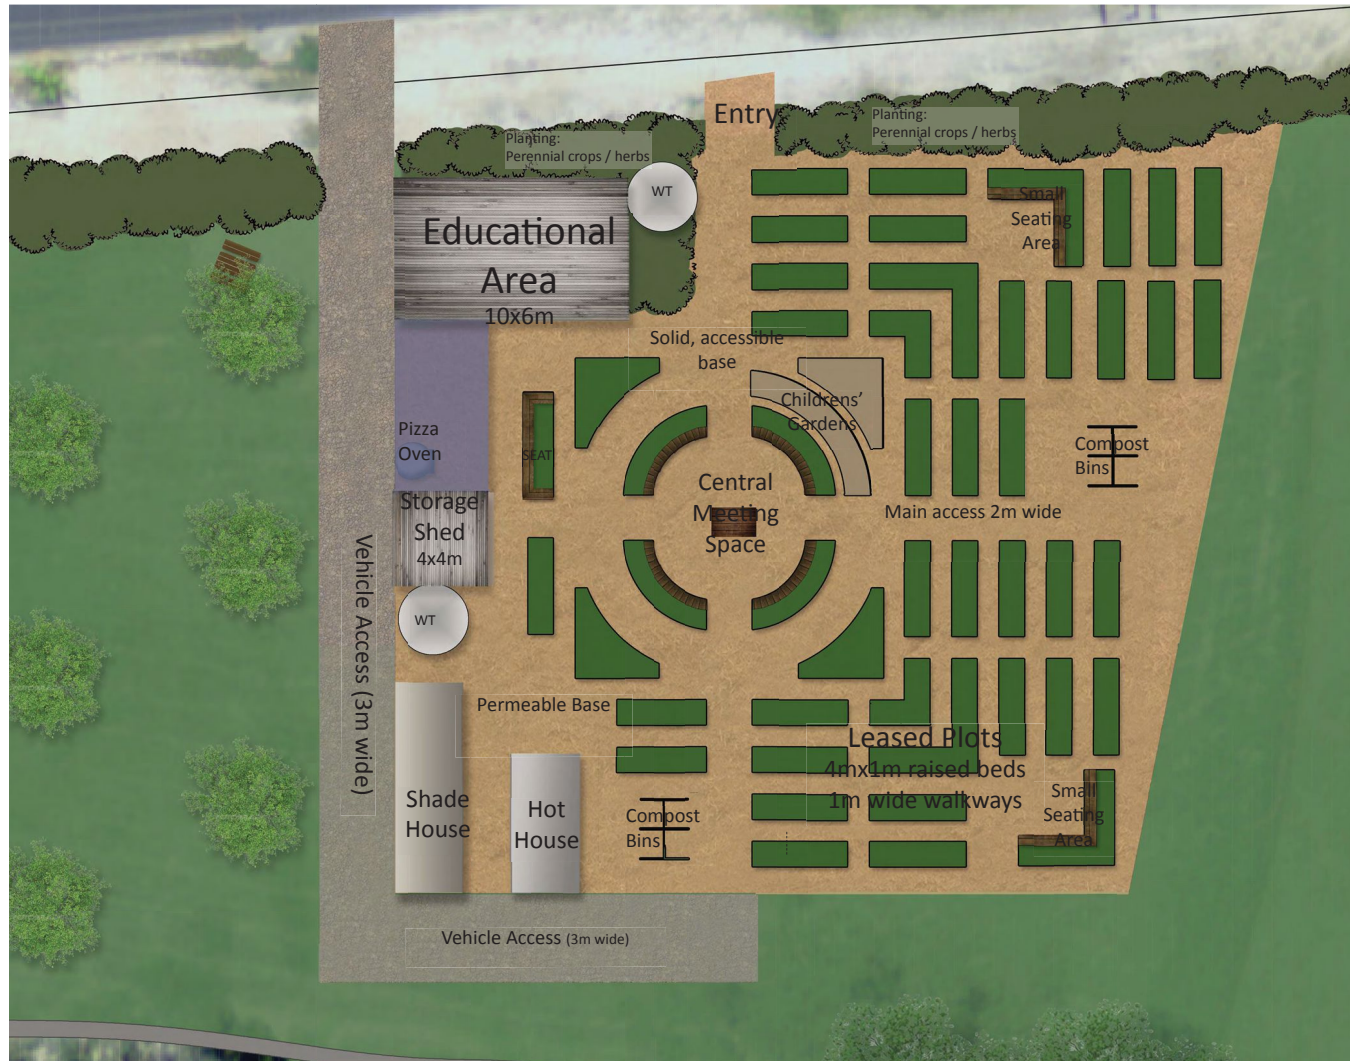 Entry
Planting:
Perennial crops / herbs
Planting:
Perennial crops / herbs
WT
Educational
Area
10x6m
Small
Seating
Area
Solid, accessible
base
Childrens’
Gardens
Pizza
Oven
SEAT
Central
Meeting
Space
Compost
Bins
Main access 2m wide
Storage
Shed
4x4m
WT
Vehicle Access (3m wide)
Permeable Base
Leased Plots
4mx1m raised beds
1m wide walkways
Shade
House
Hot
House
Compost
Bins
Small
Seating
Area
Vehicle Access (3m wide)